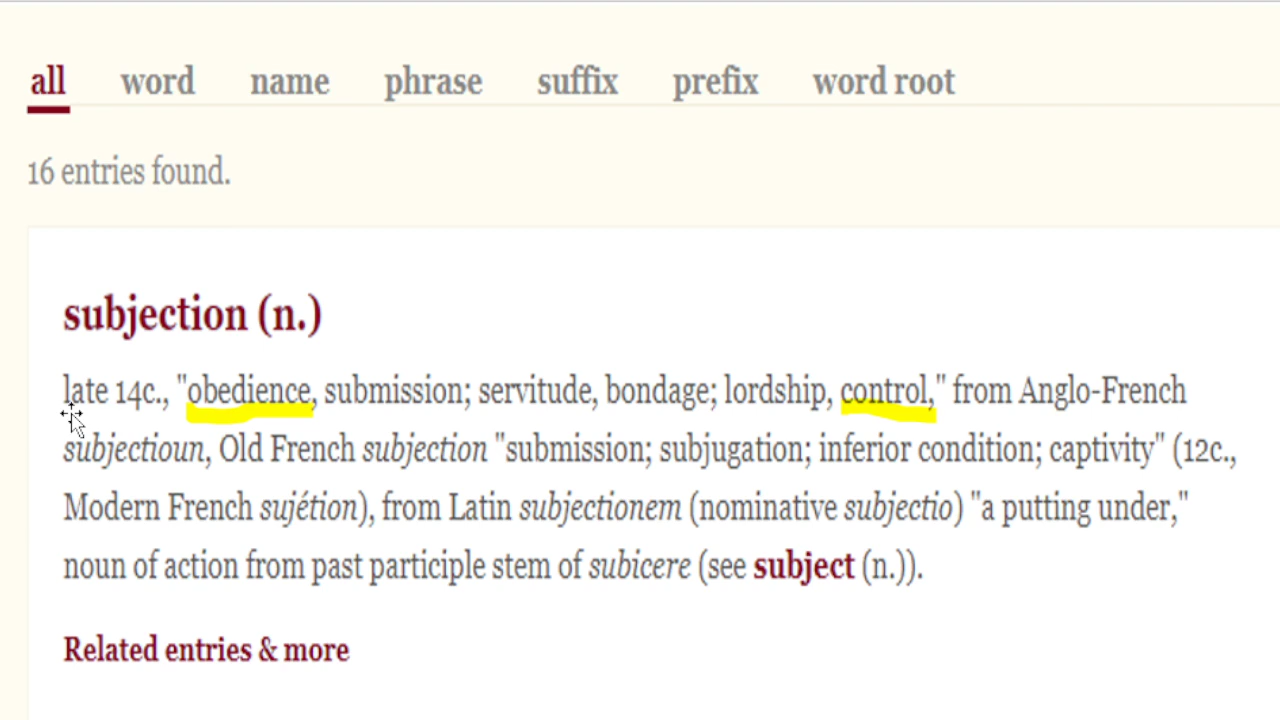 all word name phrase suffix prefix word root
16 entries found.
subjection (n.)
late 14c., "obedience, submission; servitude, bondage; lordship, control," from Anglo-French
subjectioun, Old French subjection "submission; subjugation; inferior condition; captivity" (12c.,
Modern French sujétion), from Latin subjectionem (nominative subjectio) "a putting under,"
noun of action from past participle stem of subicere (see subject (n.)).
Related entries & more